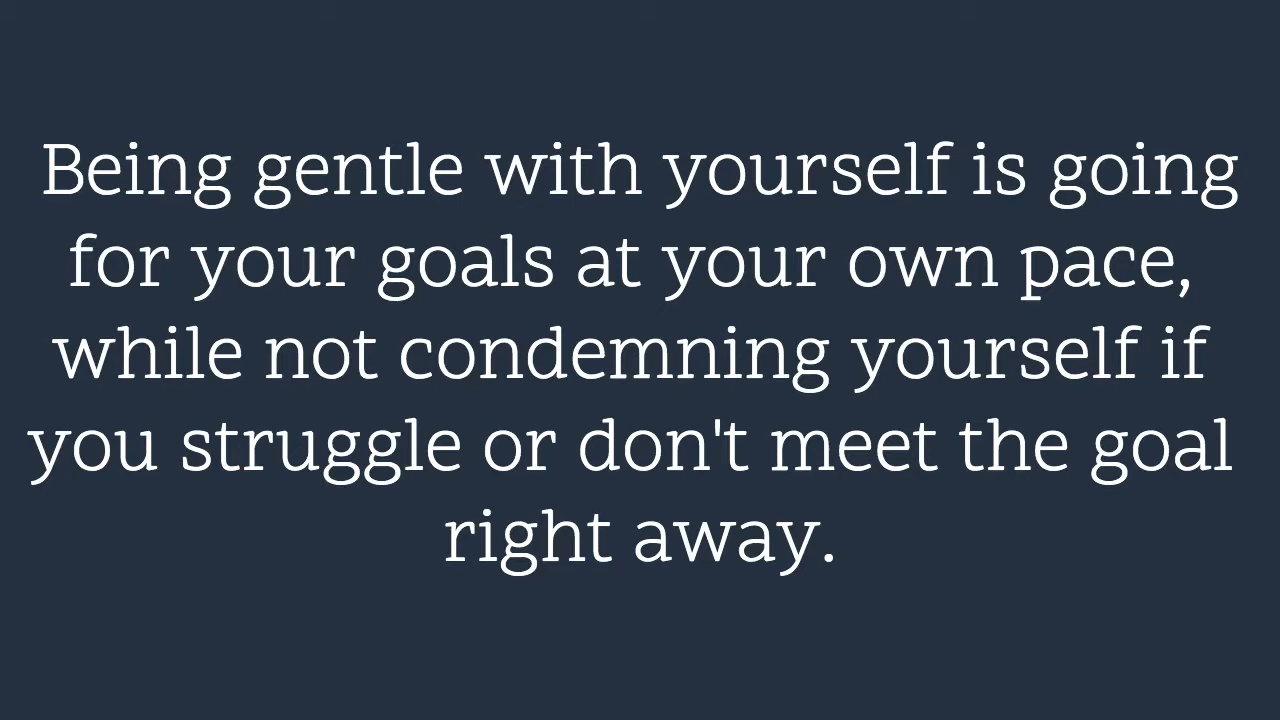 Being gentle with yourself is going
for your goals at your own pace,
while not condemning yourself if
you struggle or don't meet the goal
right away.